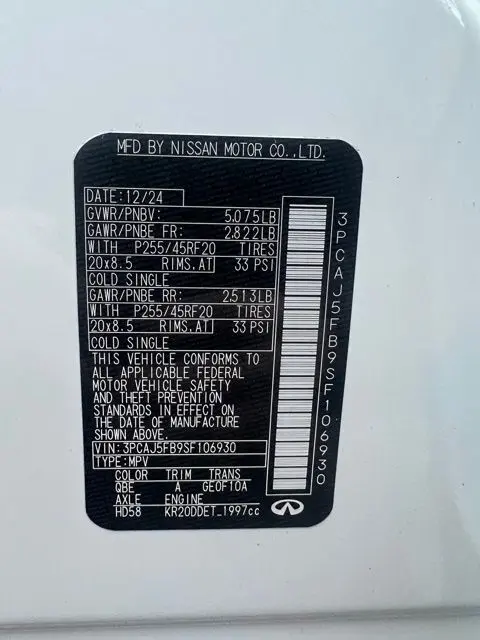 MFD BY NISSAN MOTOR CO.,LTD.
DATE:12/24
GVWR/PNBV: 5,075LB
GAWR/PNBE FR: 2,822LB
WITH P255/45RF20 TIRES
20x8.5 RIMS.AT 33 PSI
COLD SINGLE
GAWR/PNBE RR: 2,513LB
WITH P255/45RF20 TIRES
20x8.5 RIMS.AT 33 PSI
COLD SINGLE
THIS VEHICLE CONFORMS TO
ALL APPLICABLE FEDERAL
MOTOR VEHICLE SAFETY
AND THEFT PREVENTION
STANDARDS IN EFFECT ON
THE DATE OF MANUFACTURE
SHOWN ABOVE.
VIN:3PCAJ5FB9SF106930
TYPE:MPV
COLOR TRIM TRANS
QBE A GE0F10A
AXLE ENGINE
HD58 KR20DDET_1997cc
3PCAJ5FB9SF106930